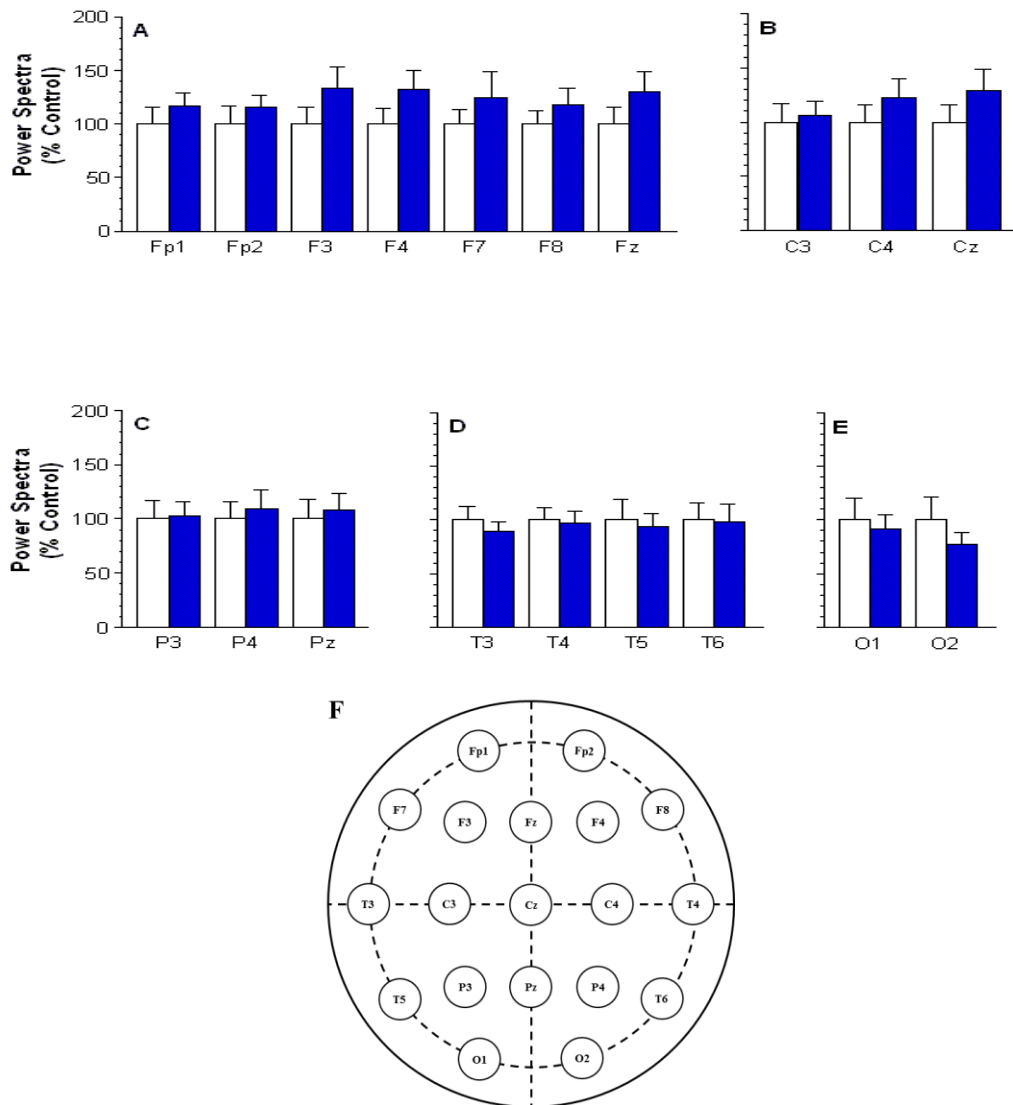 A
B
Power Spectra
(% Control)
200
150
100
50
0
Fp1 Fp2 F3 F4 F7 F8 Fz
C3 C4 Cz
C
D
E
Power Spectra
(% Control)
200
150
100
50
0
P3 P4 Pz
T3 T4 T5 T6
O1 O2
F
Fp1 Fp2
F7 F8
F3 Fz F4
T3 C3 Cz C4 T4
P3 Pz P4
T5 T6
O1 O2